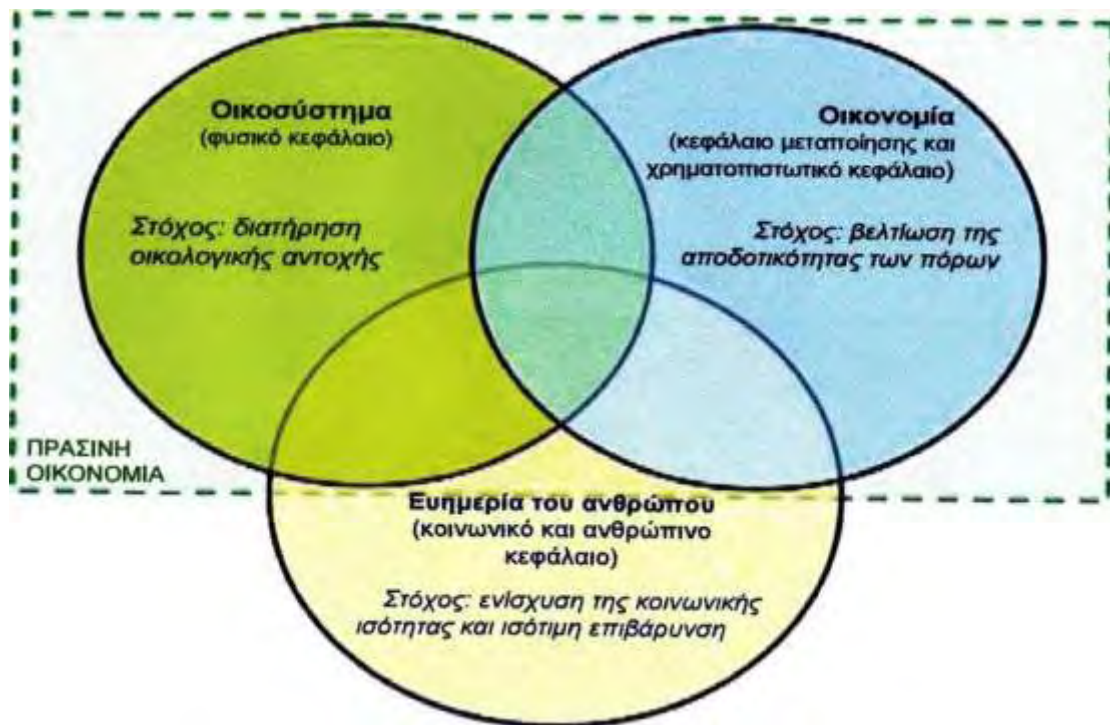 Οικοσύστημα
(φυσικό κεφάλαιο)
Στόχος: διατήρηση
οικολογικής αντοχής
Οικονομία
(κεφάλαιο μεταποίησης και
χρηματοπιστωτικό κεφάλαιο)
Στόχος: βελτίωση της
αποδοτικότητας των πόρων
ΠΡΑΣΙΝΗ
ΟΙΚΟΝΟΜΙΑ
Ευημερία του ανθρώπου
(κοινωνικό και ανθρώπινο
κεφάλαιο)
Στόχος: ενίσχυση της κοινωνικής
ισότητας και ισότιμη επιβάρυνση